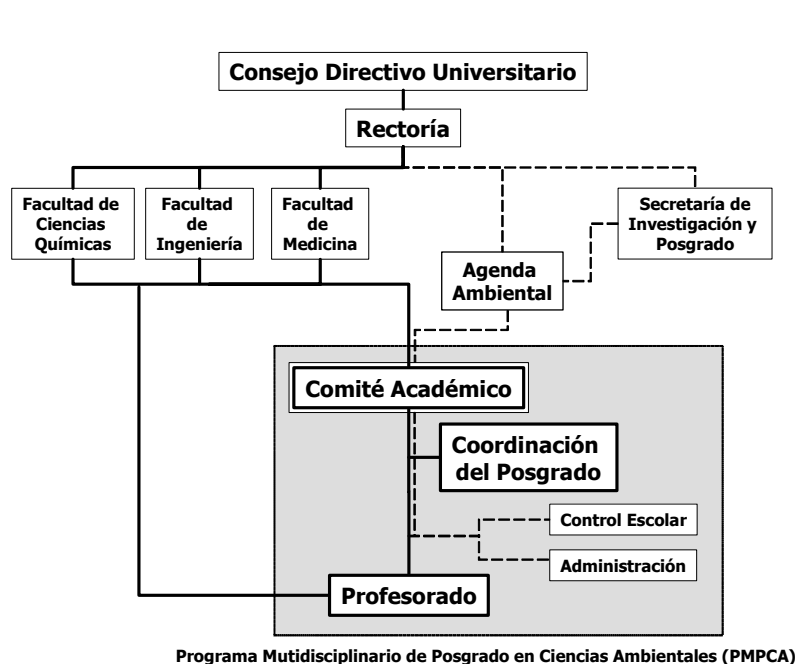 Consejo Directivo Universitario
Rectoría
Facultad de
Ciencias
Químicas
Facultad
de
Ingeniería
Facultad
de
Medicina
Secretaría de
Investigación y
Posgrado
Agenda
Ambiental
Comité Académico
Coordinación
del Posgrado
Control Escolar
Administración
Profesorado
Programa Mutidisciplinario de Posgrado en Ciencias Ambientales (PMPCA)